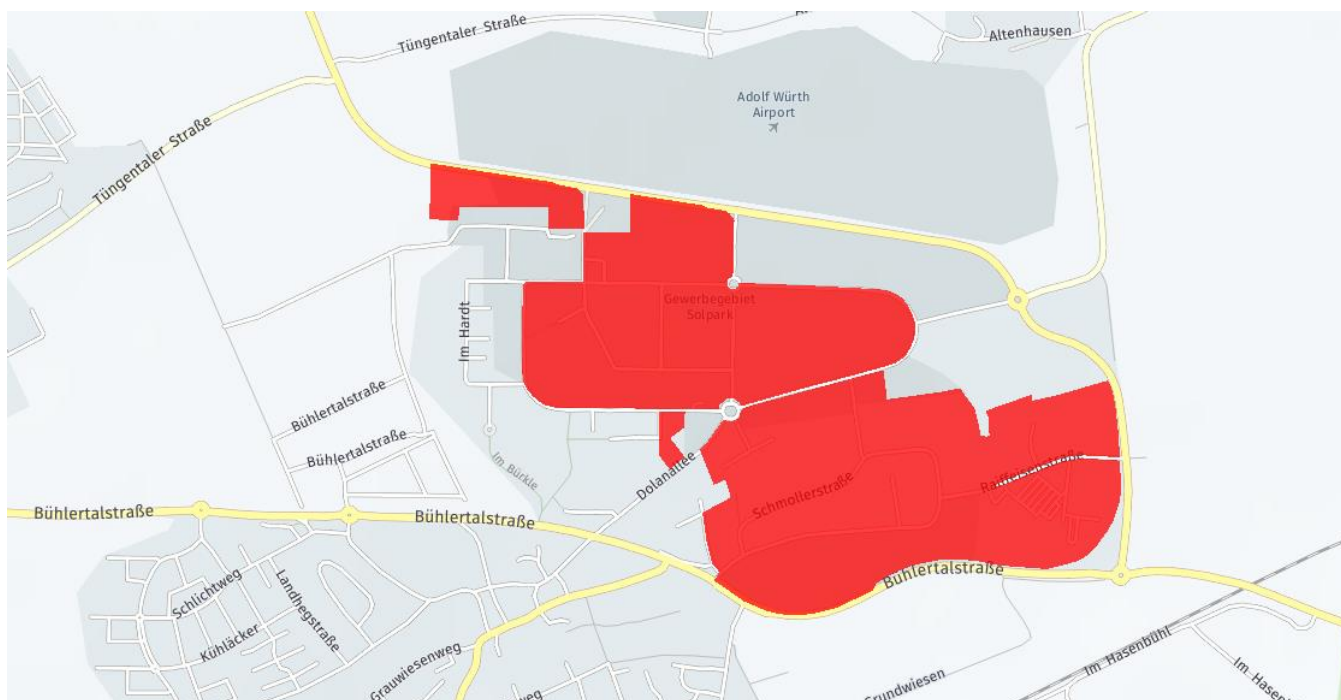 Tüngentaler Straße
Altenhausen
Adolf Würth
Airport
Tüngentaler Straße
Gewerbegebiet
Solpark
Im Hardt
Bühlertalstraße
Bühlertalstraße
Im Bürkle
Dolanallee
Schmollerstraße
Raiffeisenstraße
Bühlertalstraße
Bühlertalstraße
Bühlertalstraße
Schlichtweg
Landhegstraße
Kühläcker
Grauwiesenweg
Grundwiesen
Im Hasenbühl